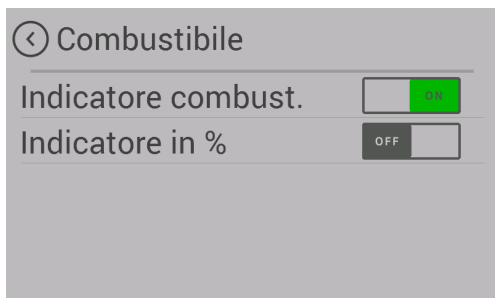 Combustibile
Indicatore combust.
ON
Indicatore in %
OFF